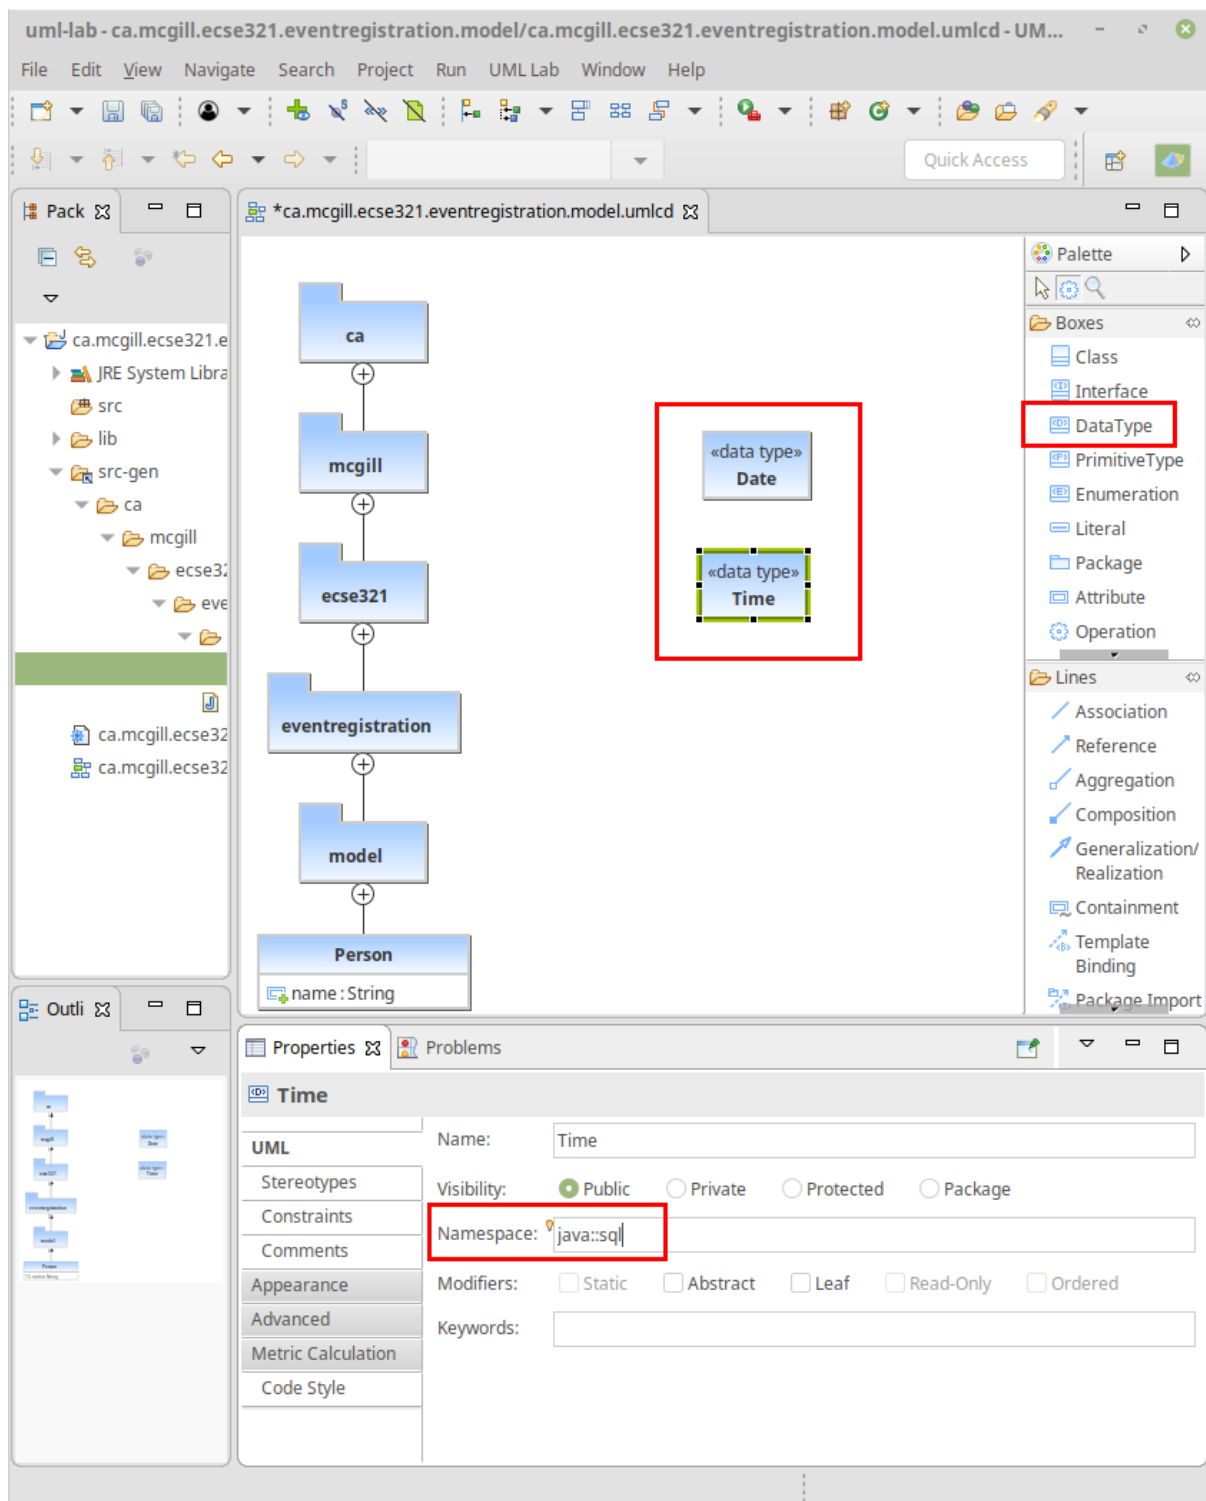 uml-lab - ca.mcgill.ecse321.eventregistration.model/ca.mcgill.ecse321.eventregistration.model.umlcd - UM...
File Edit View Navigate Search Project Run UML Lab Window Help
Quick Access
Pack
*ca.mcgill.ecse321.eventregistration.model.umlcd
Palette
Boxes
Class
Interface
DataType
PrimitiveType
Enumeration
Literal
Package
Attribute
Operation
Lines
Association
Reference
Aggregation
Composition
Generalization/
Realization
Containment
Template
Binding
Package Import
ca.mcgill.ecse321.e
JRE System Libra
src
lib
src-gen
ca
mcgill
ecse32
eve
ca.mcgill.ecse32
ca.mcgill.ecse32
ca
mcgill
ecse321
eventregistration
model
Person
name : String
«data type»
Date
«data type»
Time
Outli
Properties
Problems
Time
UML
Stereotypes
Constraints
Comments
Appearance
Advanced
Metric Calculation
Code Style
Name: Time
Visibility: Public Private Protected Package
Namespace: java::sql
Modifiers: Static Abstract Leaf Read-Only Ordered
Keywords: